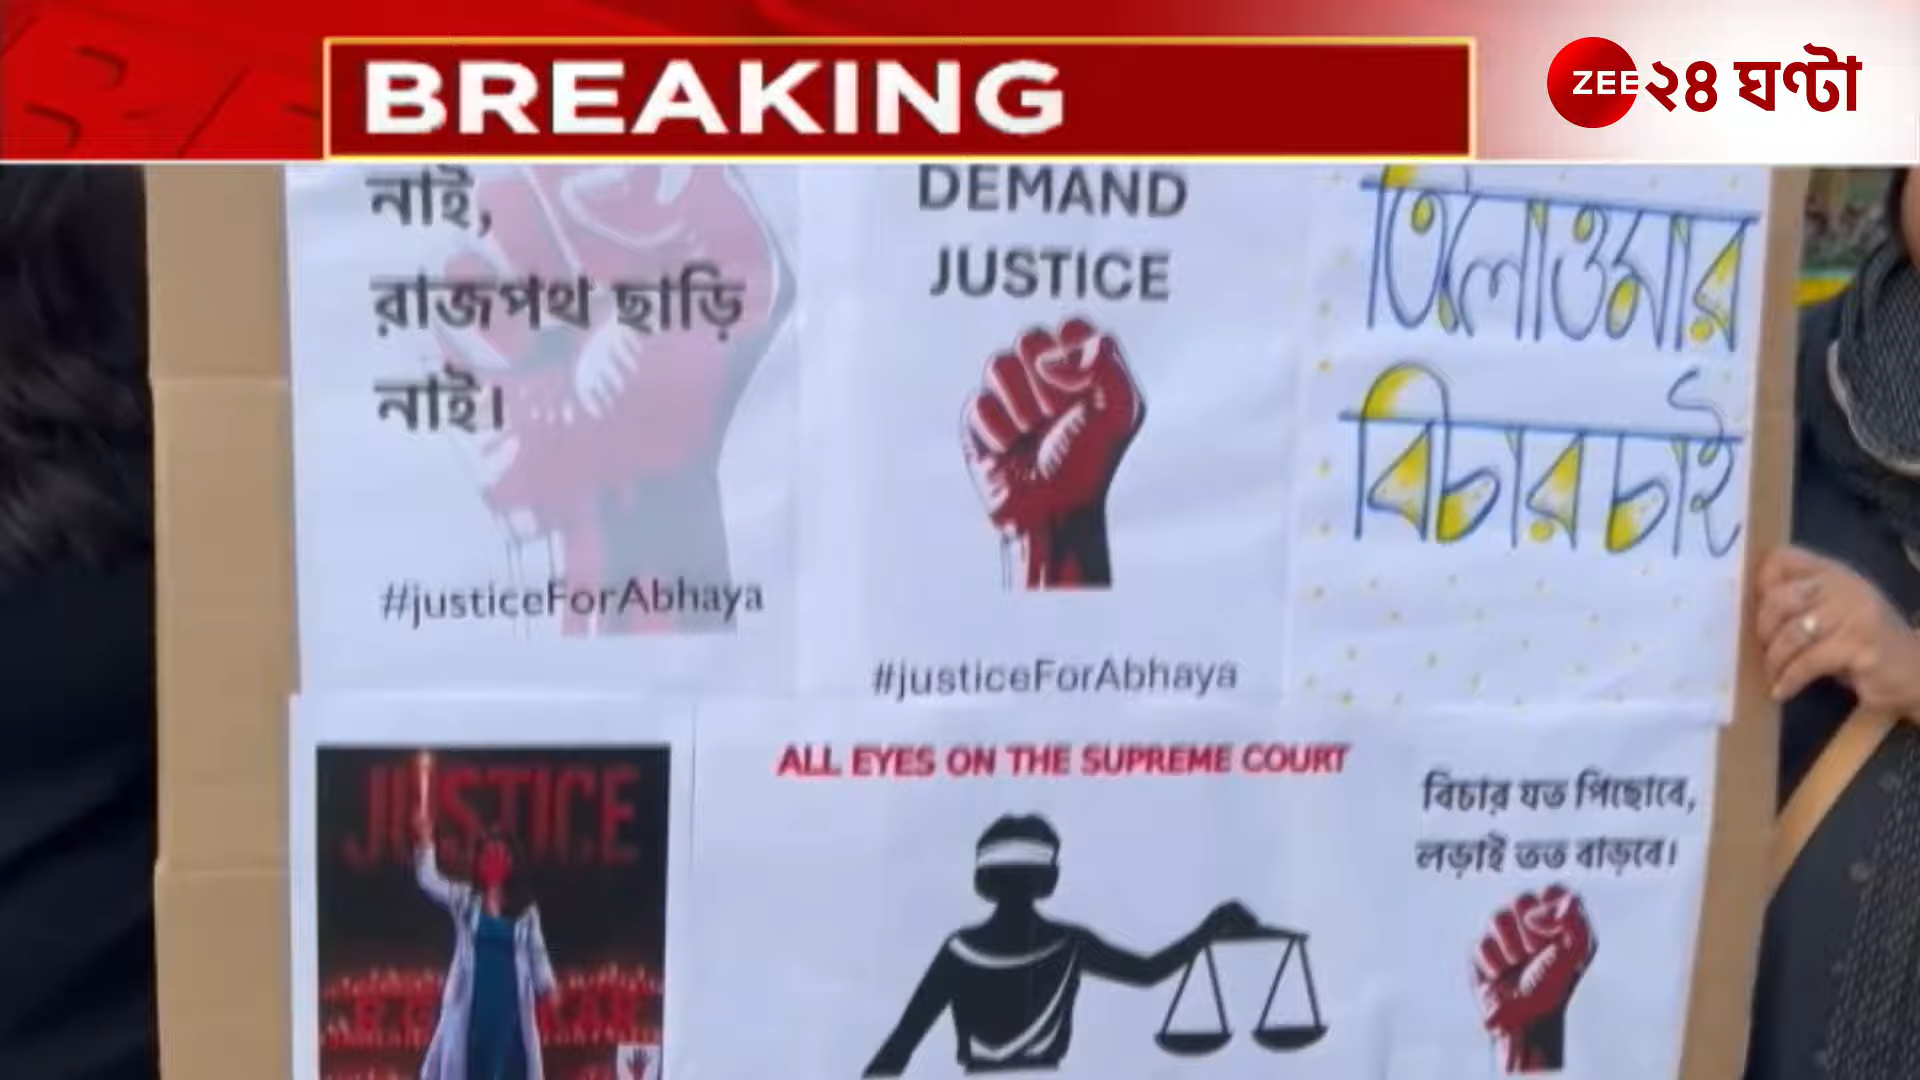 BREAKING
ZEE ২৪ ঘণ্টা
নাই,
রাজপথ ছাড়ি
নাই।
#justiceForAbhaya
DEMAND
JUSTICE
#justiceForAbhaya
তিলোত্তমার
বিচার চাই
JUSTICE
R G KAR
ALL EYES ON THE SUPREME COURT
বিচার যত পিছোবে,
লড়াই তত বাড়বে।